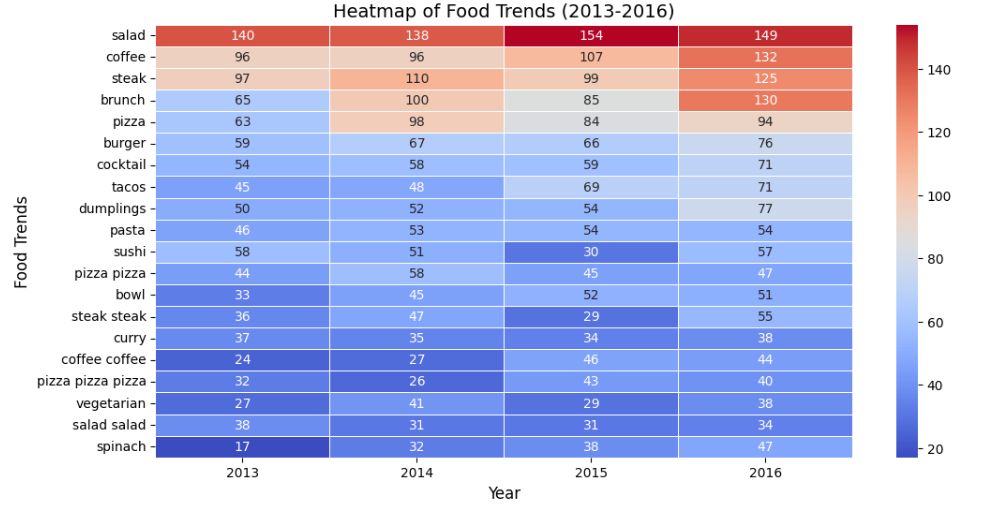 Heatmap of Food Trends (2013-2016)
salad 140 138 154 149
coffee 96 96 107 132
steak 97 110 99 125
brunch 65 100 85 130
pizza 63 98 84 94
burger 59 67 66 76
cocktail 54 58 59 71
tacos 45 48 69 71
dumplings 50 52 54 77
pasta 46 53 54 54
sushi 58 51 30 57
pizza pizza 44 58 45 47
bowl 33 45 52 51
steak steak 36 47 29 55
curry 37 35 34 38
coffee coffee 24 27 46 44
pizza pizza pizza 32 26 43 40
vegetarian 27 41 29 38
salad salad 38 31 31 34
spinach 17 32 38 47
2013 2014 2015 2016
Year
Food Trends
140
120
100
80
60
40
20